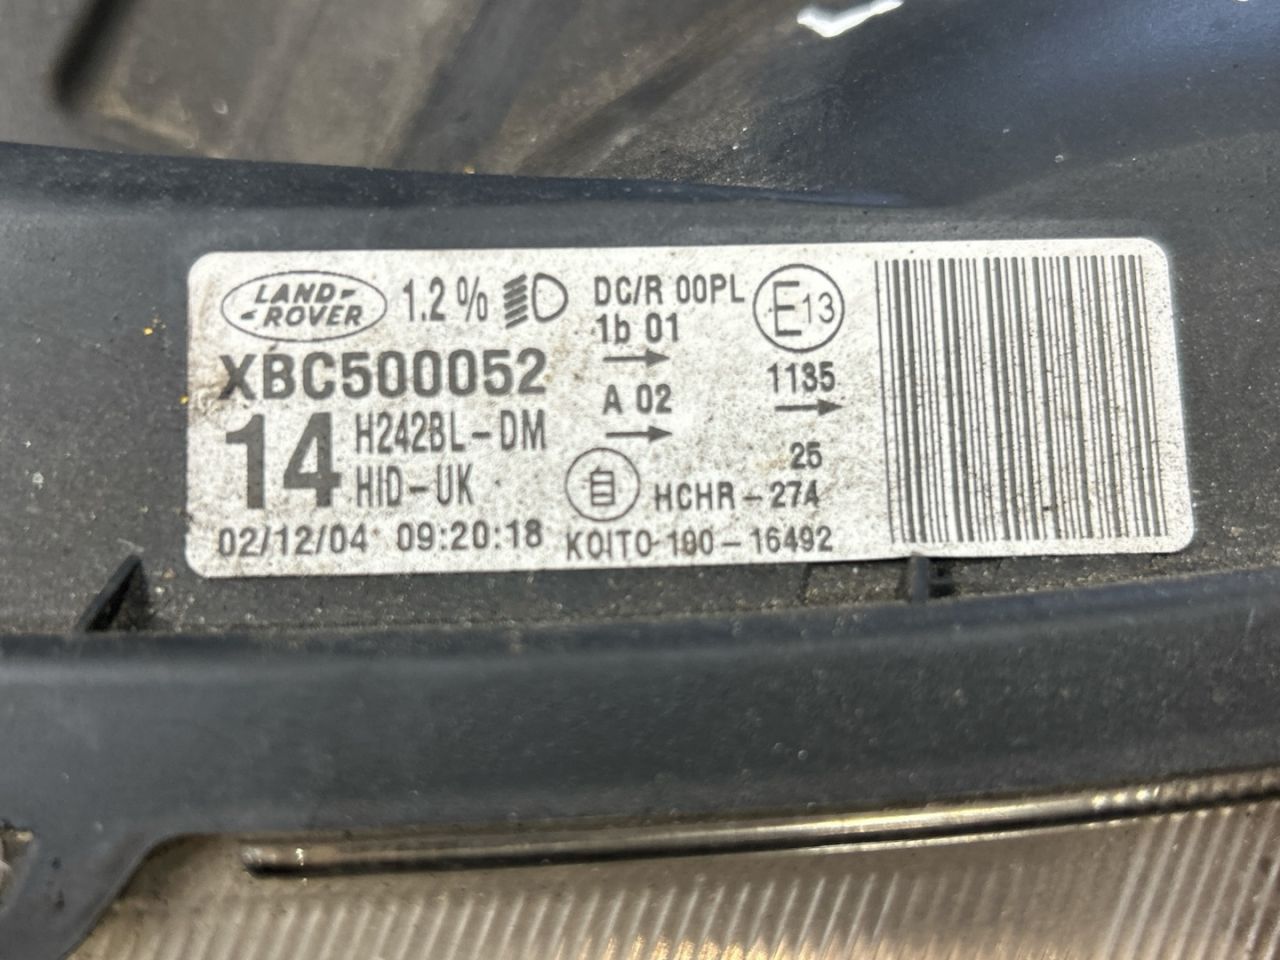 LAND-
-ROVER
1.2%
XBC500052
14
H242BL-DM
HID-UK
02/12/04 09:20:18
DC/R 00PL
1b 01
A 02
E13
1135
25
HCHR-274
KOITO 100-16492